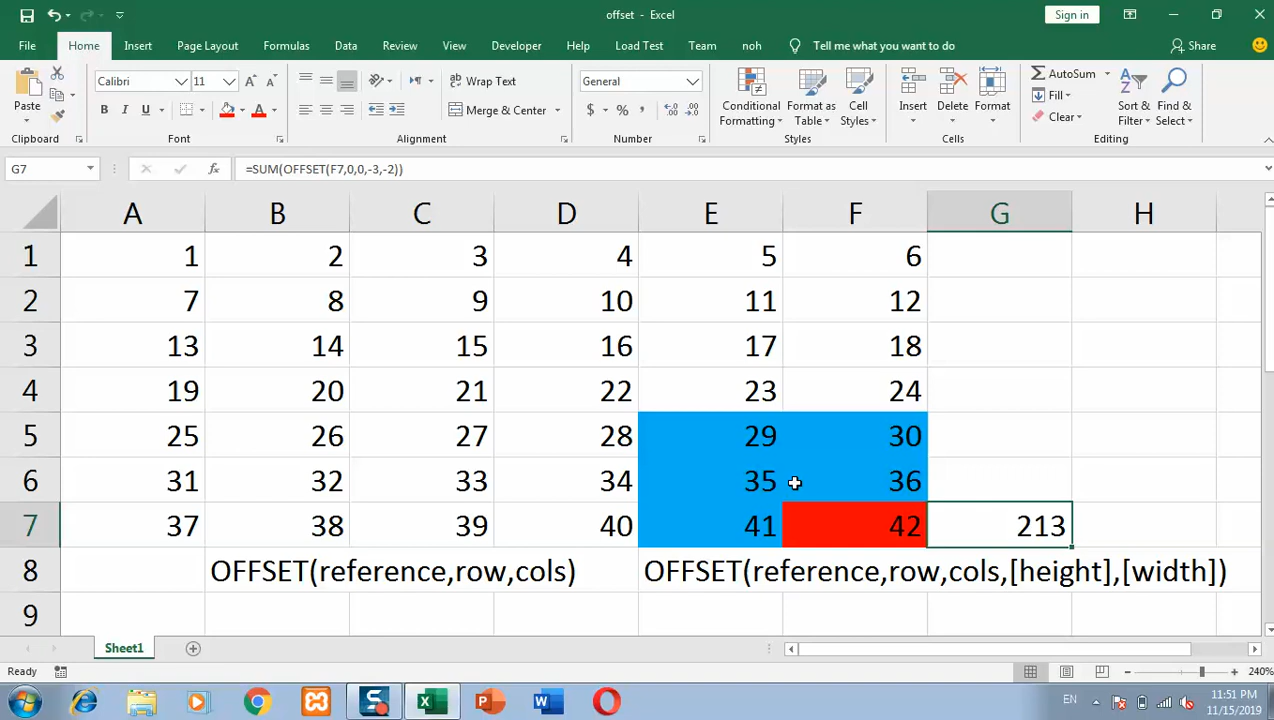 offset - Excel
Sign in
File Home Insert Page Layout Formulas Data Review View Developer Help Load Test Team noh Tell me what you want to do Share
Paste
Calibri 11
B I U
A A
Wrap Text
Merge & Center
General
$ % ,
Conditional Formatting
Format as Table
Cell Styles
Insert
Delete
Format
AutoSum
Fill
Clear
Sort & Filter
Find & Select
Clipboard Font Alignment Number Styles Cells Editing
G7 fx =SUM(OFFSET(F7,0,0,-3,-2))
A B C D E F G H
1 1 2 3 4 5 6
2 7 8 9 10 11 12
3 13 14 15 16 17 18
4 19 20 21 22 23 24
5 25 26 27 28 29 30
6 31 32 33 34 35 36
7 37 38 39 40 41 42 213
8 OFFSET(reference,row,cols) OFFSET(reference,row,cols,[height],[width])
9
Sheet1
Ready 240%
EN 11:51 PM
11/15/2019